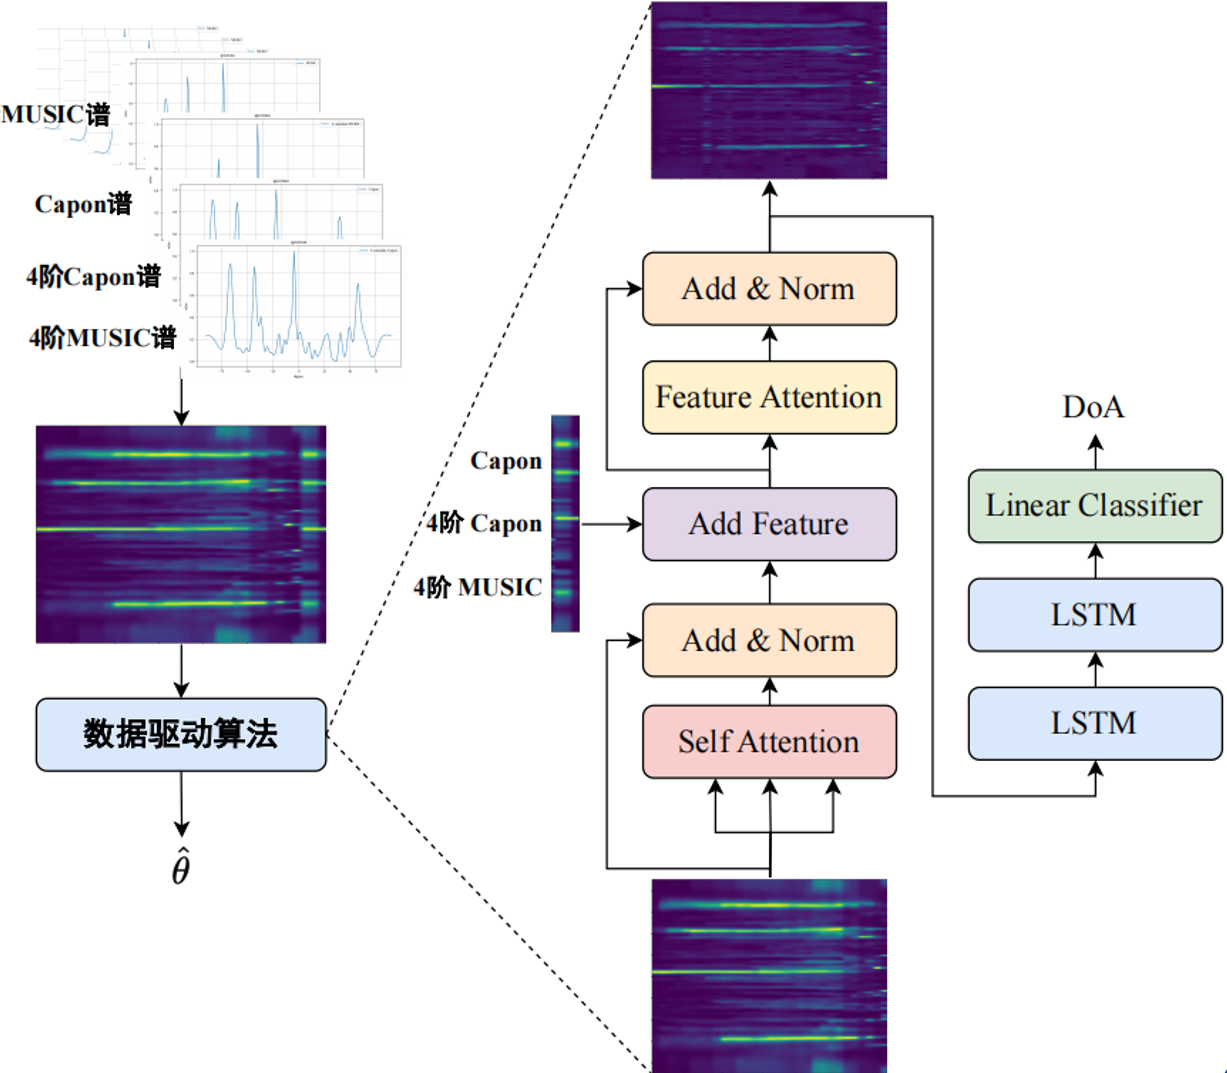 MUSIC谱
Capon谱
4阶Capon谱
4阶MUSIC谱
数据驱动算法
θ̂
Capon
4阶 Capon
4阶 MUSIC
Add & Norm
Feature Attention
Add Feature
Add & Norm
Self Attention
DoA
Linear Classifier
LSTM
LSTM